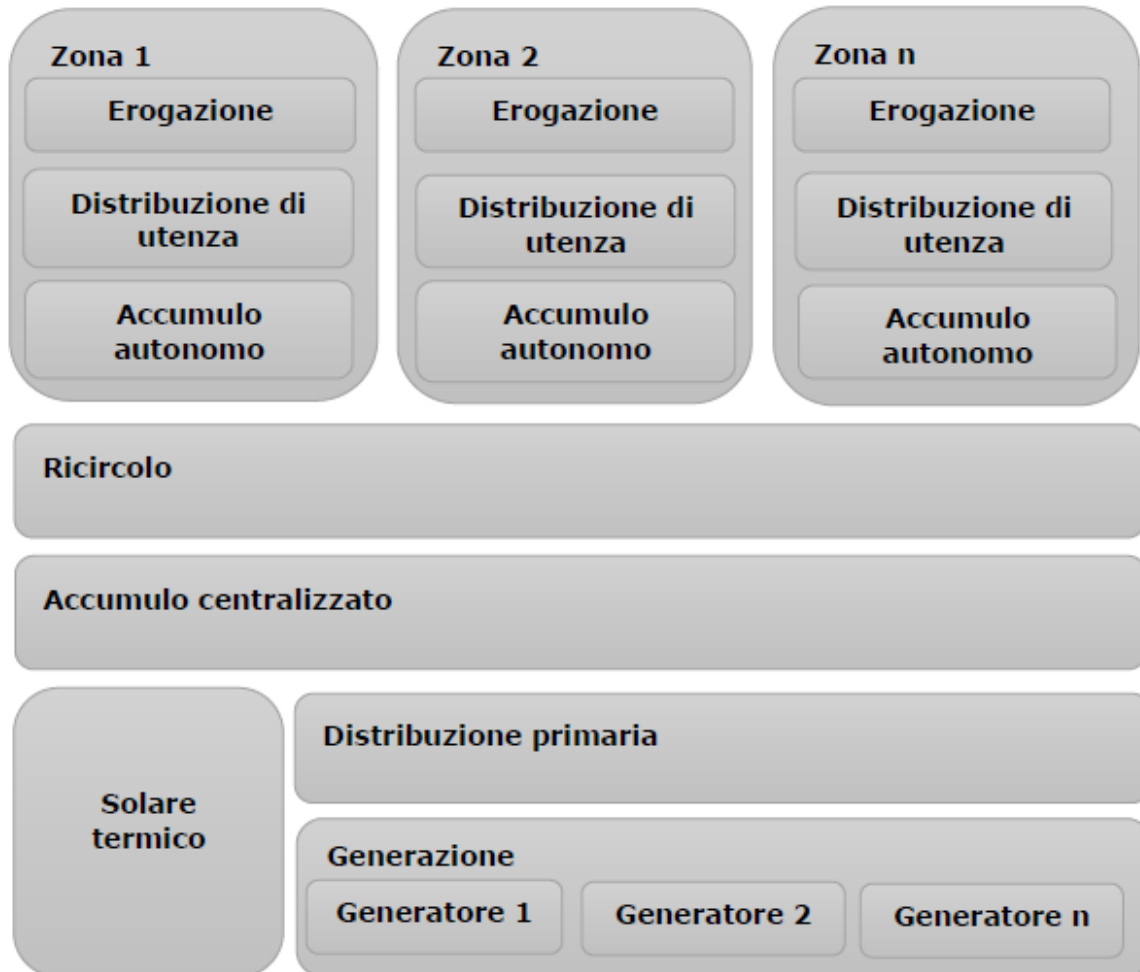 Zona 1
Erogazione
Distribuzione di
utenza
Accumulo
autonomo
Zona 2
Erogazione
Distribuzione di
utenza
Accumulo
autonomo
Zona n
Erogazione
Distribuzione di
utenza
Accumulo
autonomo
Ricircolo
Accumulo centralizzato
Solare
termico
Distribuzione primaria
Generazione
Generatore 1
Generatore 2
Generatore n